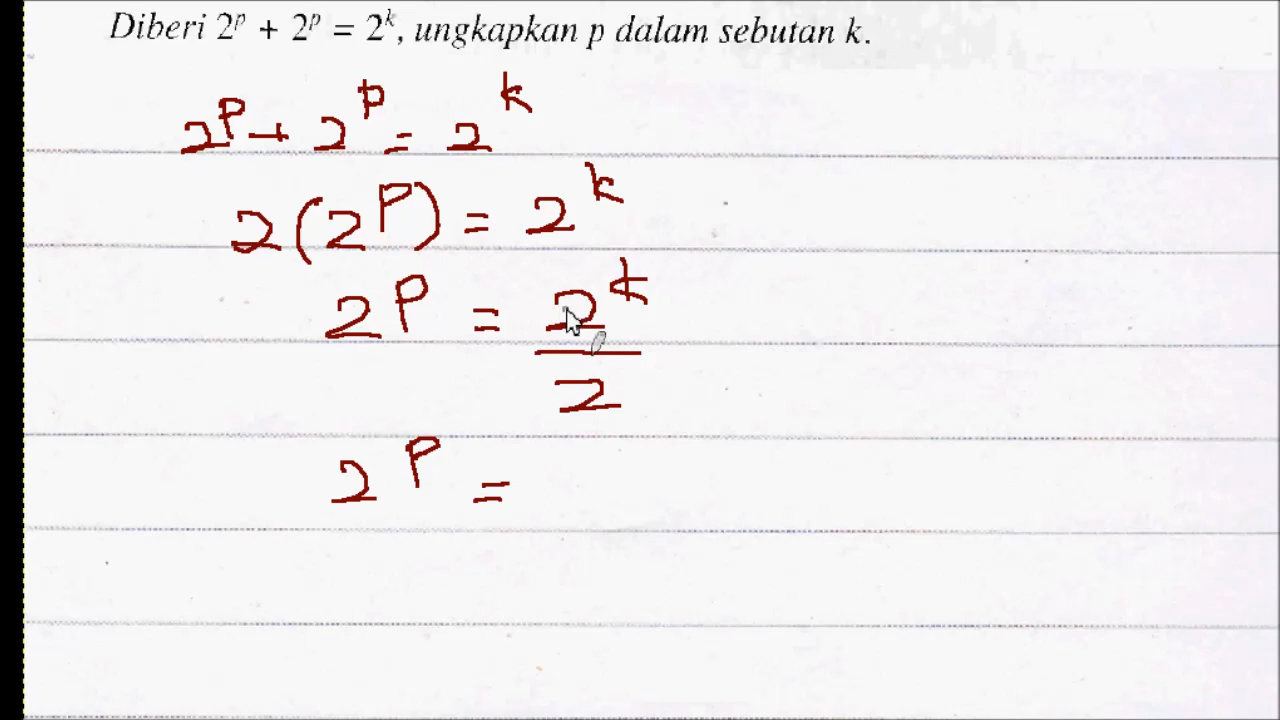 Diberi 2ᵖ + 2ᵖ = 2ᵏ, ungkapkan p dalam sebutan k.
2ᵖ + 2ᵖ = 2ᵏ
2(2ᵖ) = 2ᵏ
2ᵖ = 2ᵏ/2
2ᵖ =